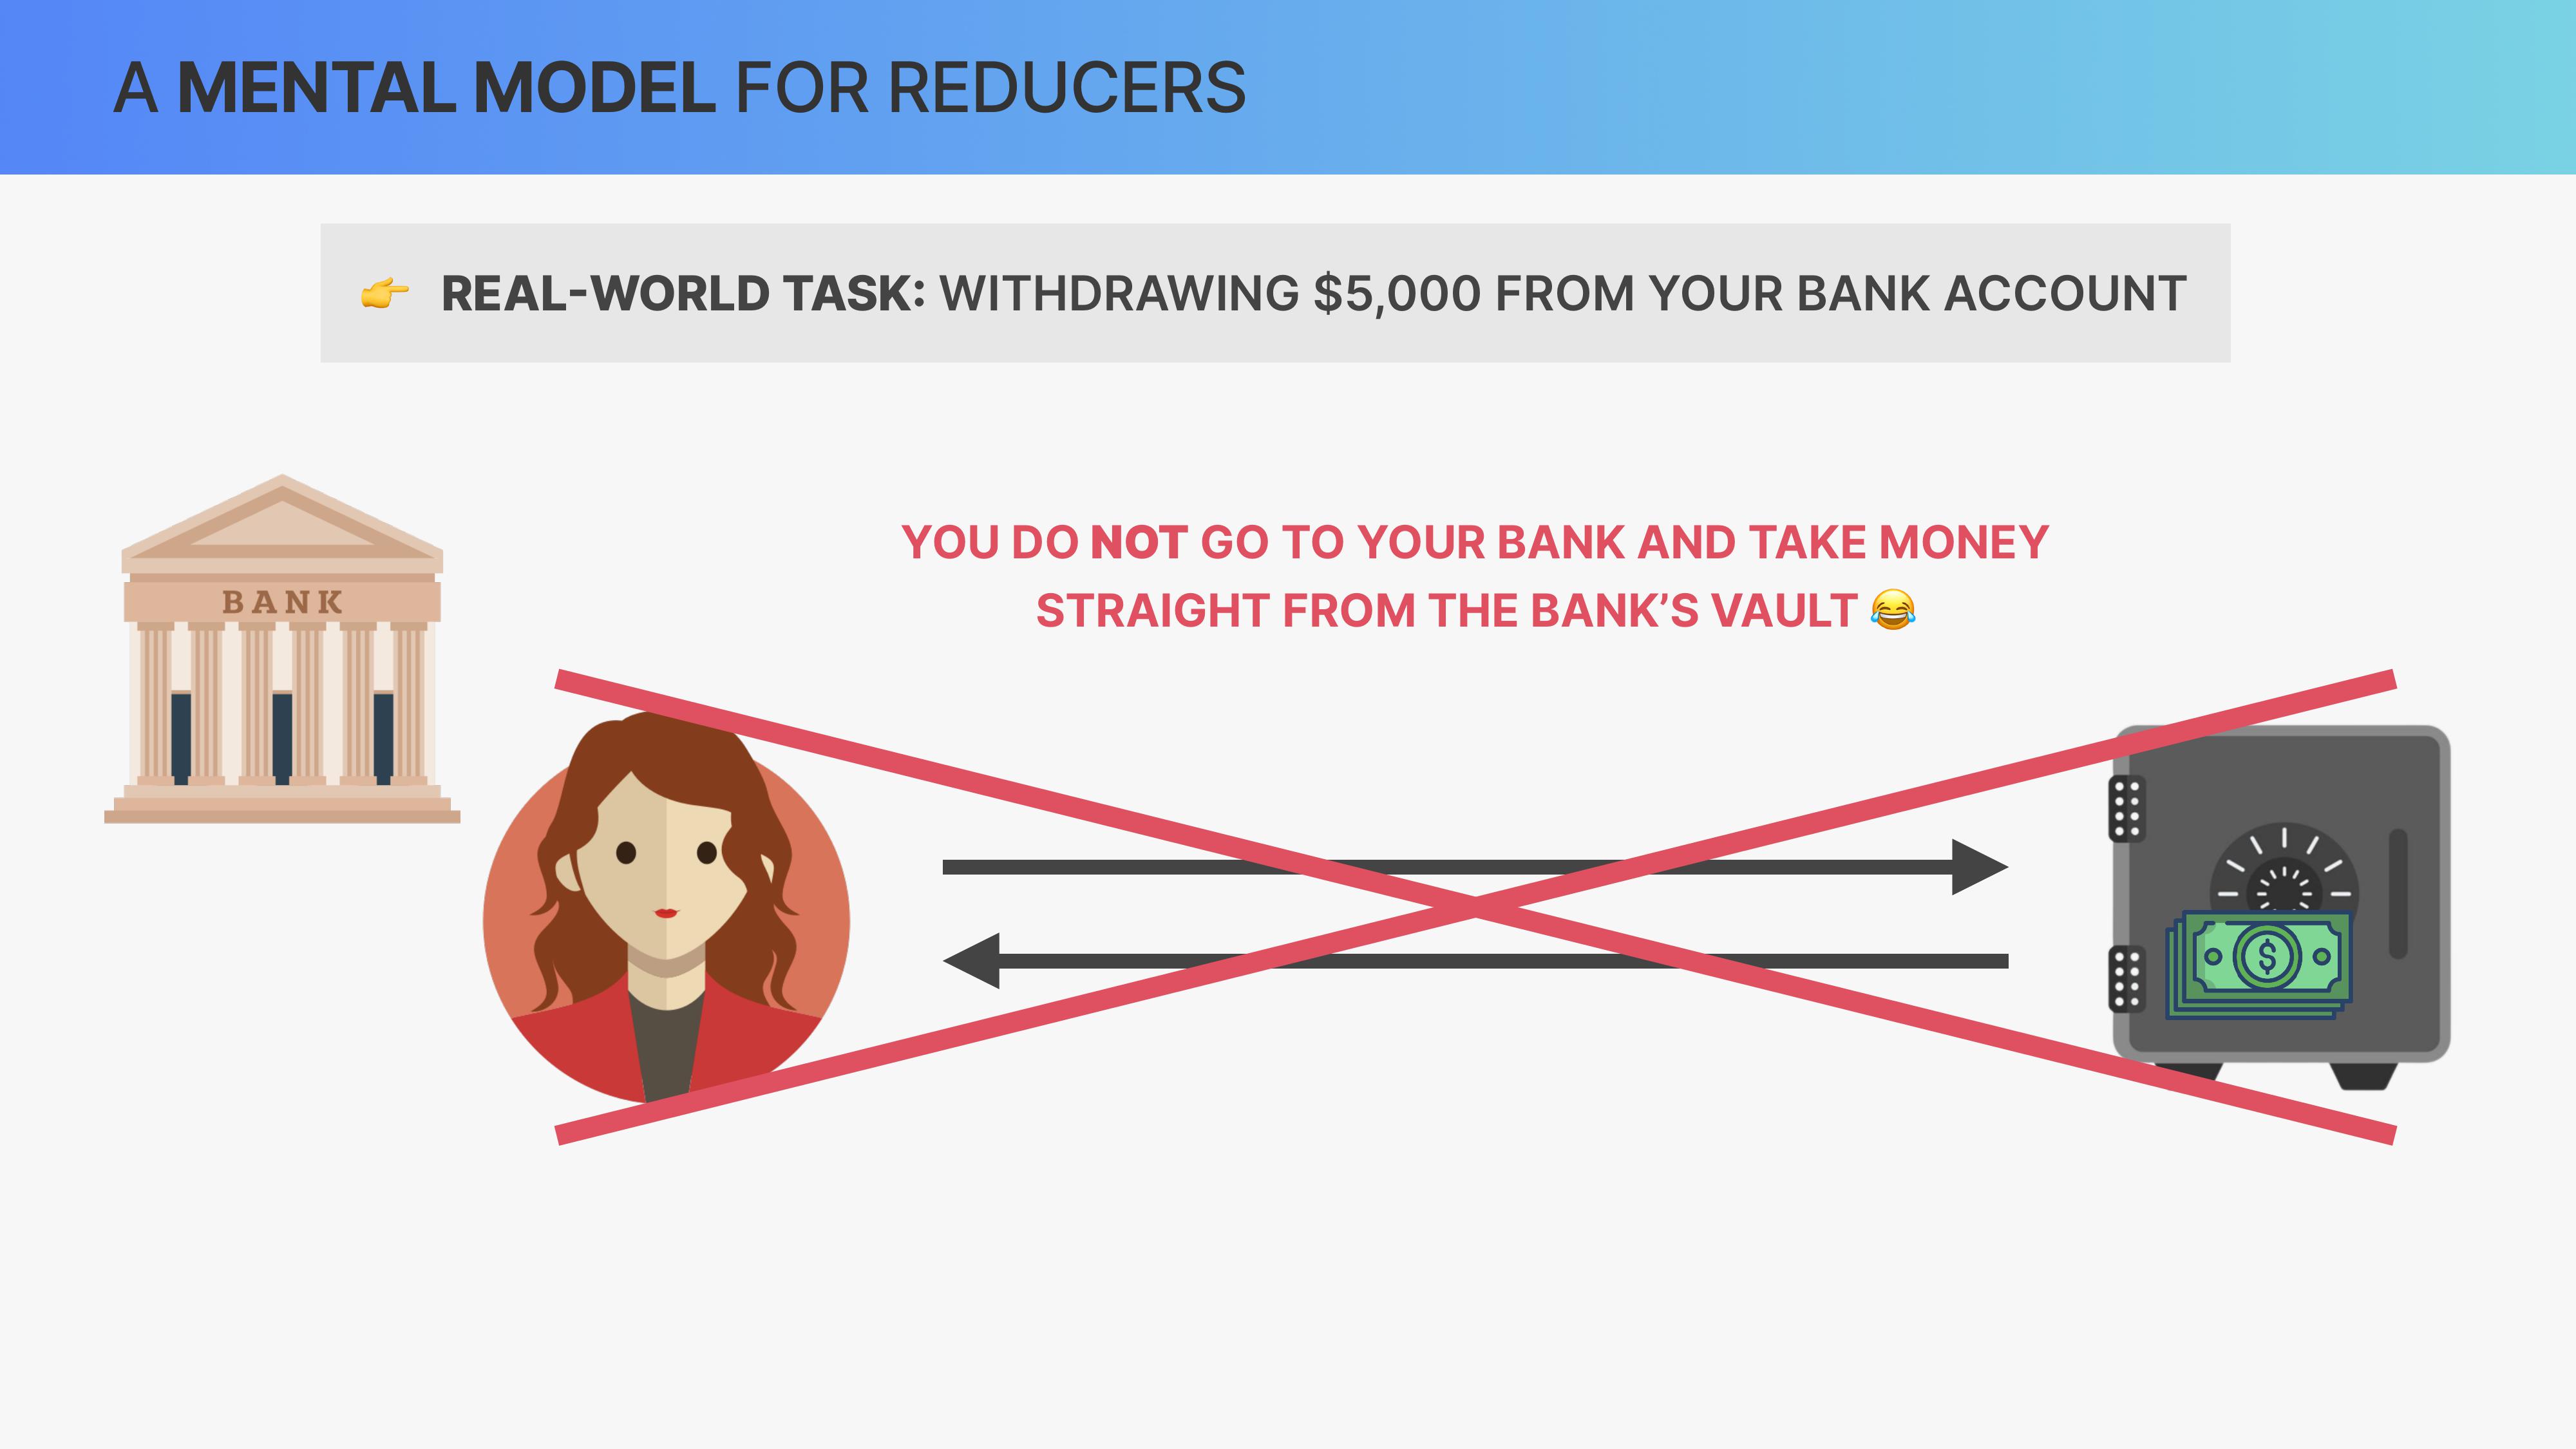 A MENTAL MODEL FOR REDUCERS
👉 REAL-WORLD TASK: WITHDRAWING $5,000 FROM YOUR BANK ACCOUNT
BANK
YOU DO NOT GO TO YOUR BANK AND TAKE MONEY
STRAIGHT FROM THE BANK’S VAULT 😂
$